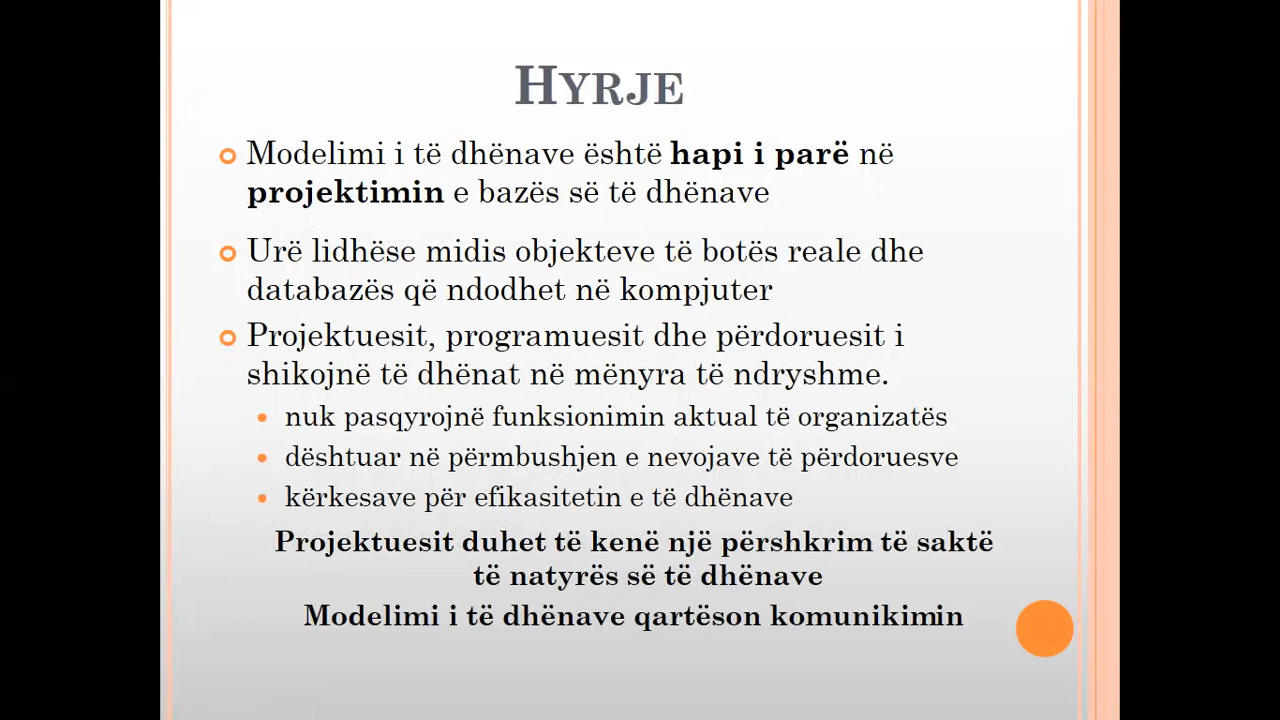 Hyrje
Modelimi i të dhënave është hapi i parë në
projektimin e bazës së të dhënave
Urë lidhëse midis objekteve të botës reale dhe
databazës që ndodhet në kompjuter
Projektuesit, programuesit dhe përdoruesit i
shikojnë të dhënat në mënyra të ndryshme.
nuk pasqyrojnë funksionimin aktual të organizatës
dështuar në përmbushjen e nevojave të përdoruesve
kërkesave për efikasitetin e të dhënave
Projektuesit duhet të kenë një përshkrim të saktë
të natyrës së të dhënave
Modelimi i të dhënave qartëson komunikimin